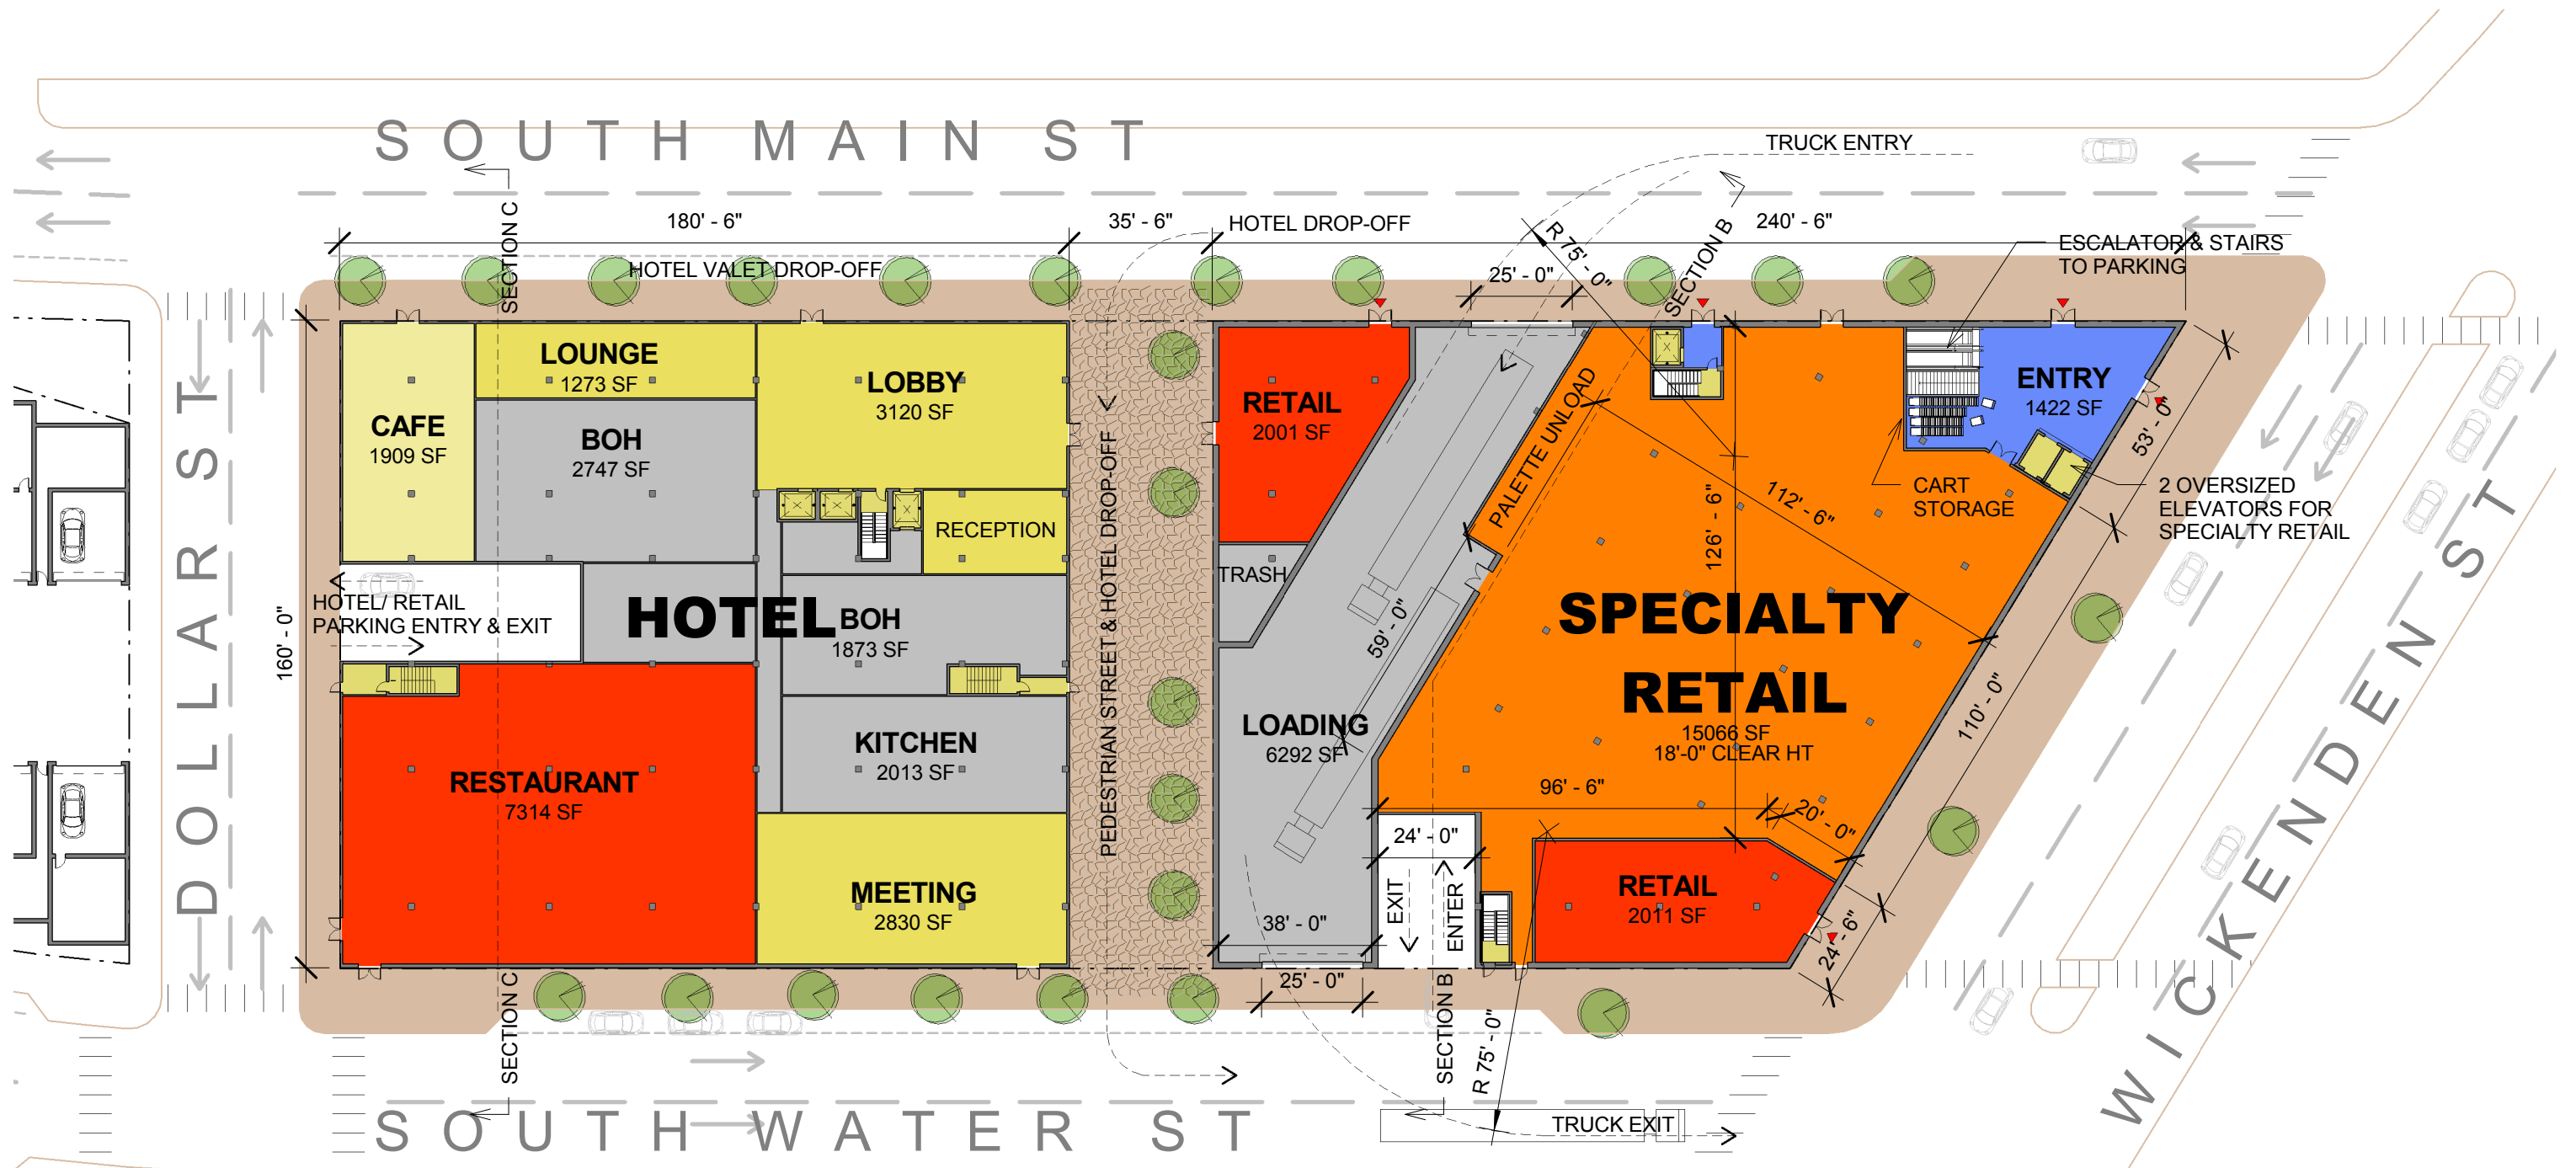 SOUTH MAIN ST
TRUCK ENTRY
180' - 6"
35' - 6"
HOTEL DROP-OFF
240' - 6"
SECTION C
SECTION B
R 75' - 0"
ESCALATOR & STAIRS
TO PARKING
HOTEL VALET DROP-OFF
25' - 0"
LOUNGE
1273 SF
LOBBY
3120 SF
CAFE
1909 SF
BOH
2747 SF
RETAIL
2001 SF
PALETTE UNLOAD
ENTRY
1422 SF
53' - 0"
CART
STORAGE
2 OVERSIZED
ELEVATORS FOR
SPECIALTY RETAIL
112' - 6"
126' - 6"
RECEPTION
TRASH
DOLLAR ST
160' - 0"
HOTEL/ RETAIL
PARKING ENTRY & EXIT
HOTEL
BOH
1873 SF
PEDESTRIAN STREET & HOTEL DROP-OFF
59' - 0"
SPECIALTY
RETAIL
15066 SF
18'-0" CLEAR HT
110' - 0"
WICKENDEN ST
LOADING
6292 SF
KITCHEN
2013 SF
RESTAURANT
7314 SF
96' - 6"
20' - 0"
24' - 0"
EXIT
ENTER
MEETING
2830 SF
RETAIL
2011 SF
38' - 0"
24' - 6"
25' - 0"
SECTION C
SECTION B
R 75' - 0"
SOUTH WATER ST
TRUCK EXIT